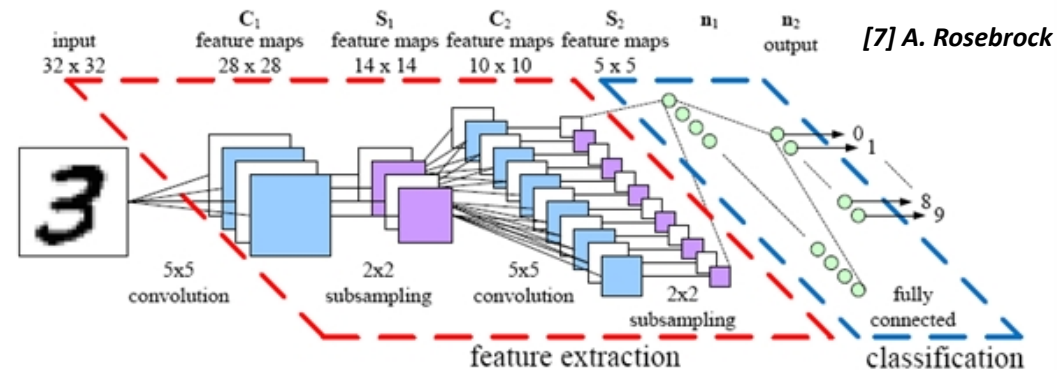 C₁ S₁ C₂ S₂ n₁ n₂
input feature maps feature maps feature maps feature maps output [7] A. Rosebrock
32 x 32 28 x 28 14 x 14 10 x 10 5 x 5
3
0
1
8
9
5x5
convolution
2x2
subsampling
5x5
convolution
2x2
subsampling
fully
connected
feature extraction
classification